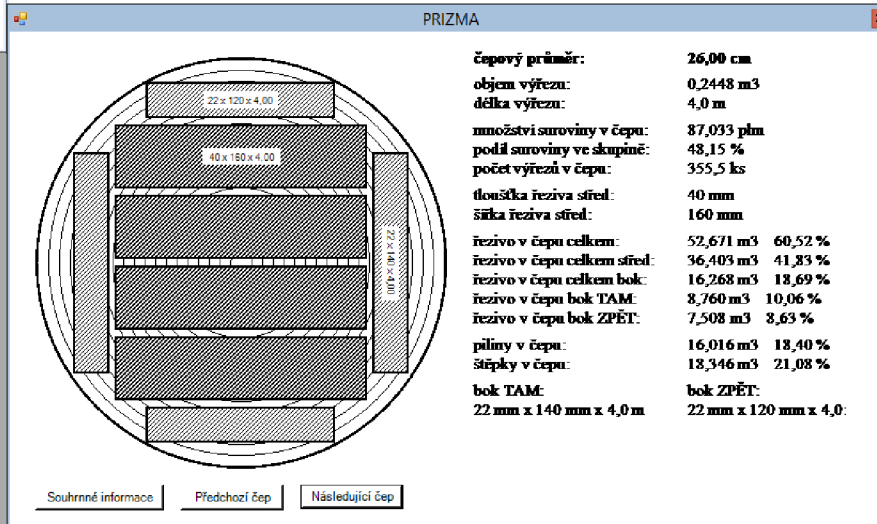 PRIZMA
22 x 120 x 4,00
40 x 160 x 4.00
22 x 140 x 4,00
čepový průměr: 26,00 cm
objem výřezu: 0,2448 m3
délka výřezu: 4,0 m
množství suroviny v čepu: 87,033 plm
podíl suroviny ve skupině: 48,15 %
počet výřezů v čepu: 355,5 ks
tloušťka řeziva střed: 40 mm
šířka řeziva střed: 160 mm
řezivo v čepu celkem: 52,671 m3 60,52 %
řezivo v čepu celkem střed: 36,403 m3 41,83 %
řezivo v čepu celkem bok: 16,268 m3 18,69 %
řezivo v čepu bok TAM: 8,760 m3 10,06 %
řezivo v čepu bok ZPĚT: 7,508 m3 8,63 %
piliny v čepu: 16,016 m3 18,40 %
štěpky v čepu: 18,346 m3 21,08 %
bok TAM: bok ZPĚT:
22 mm x 140 mm x 4,0 m 22 mm x 120 mm x 4,0
Souhrnné informace Předchozí čep Následující čep